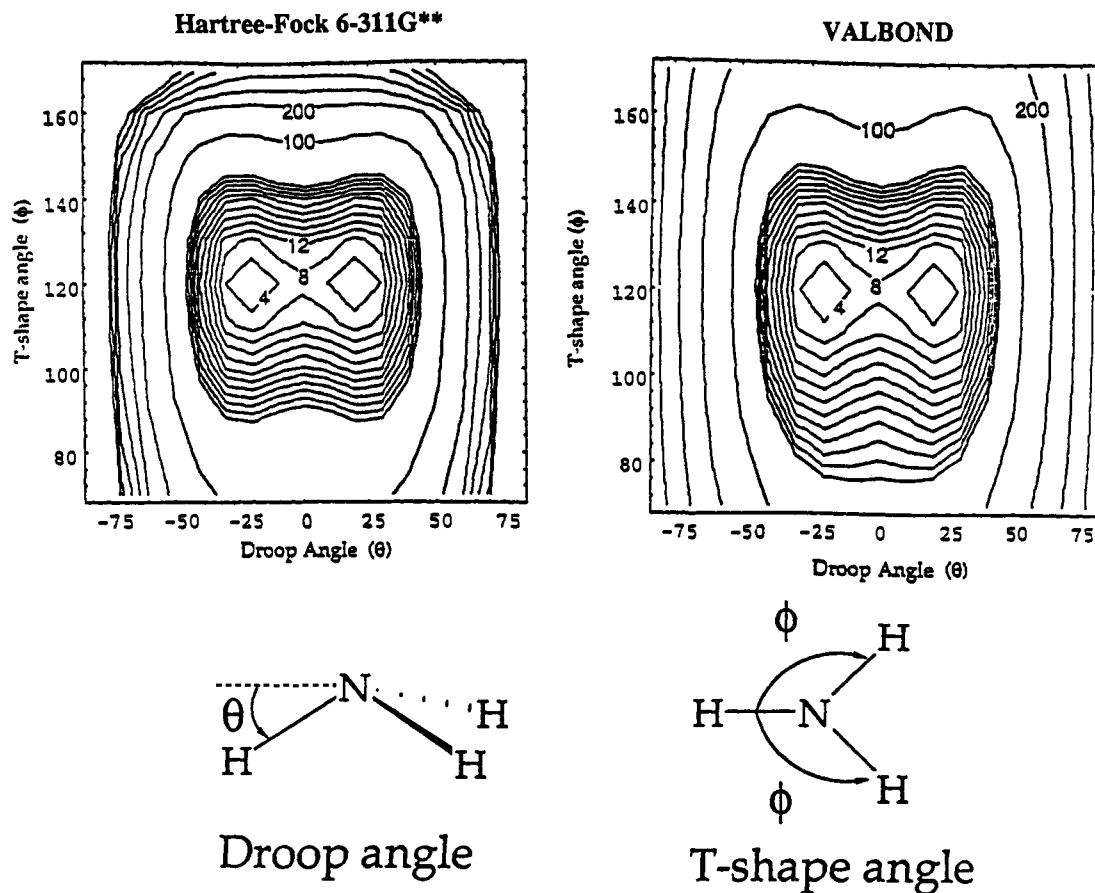 Hartree-Fock 6-311G**
VALBOND
T-shape angle (ϕ)
160
140
120
100
80
200
100
12
8
4
-75 -50 -25 0 25 50 75
Droop Angle (θ)
T-shape angle (ϕ)
160
140
120
100
80
200
100
12
8
4
-75 -50 -25 0 25 50 75
Droop Angle (θ)
θ
N
H
H
H
Droop angle
ϕ
H
H
N
H
ϕ
T-shape angle